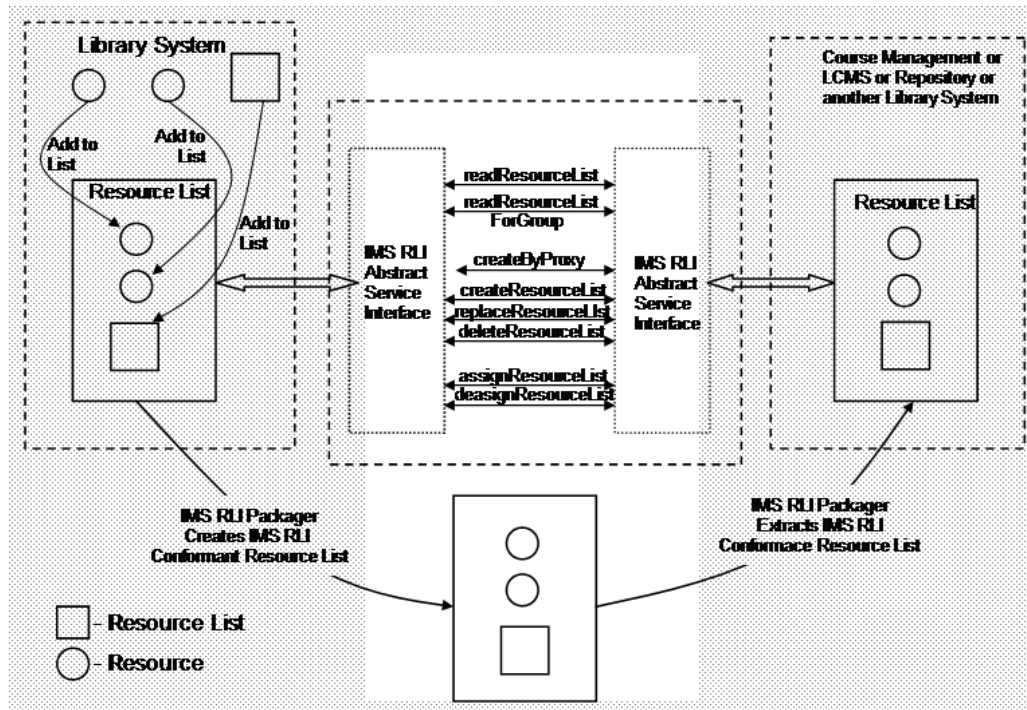 Library System
Add to
List
Add to
List
Resource List
Add to
List
IMS RLI
Abstract
Service
Interface
readResourceList
readResourceList
ForGroup
createByProxy
createResourceList
replaceResourceList
deleteResourceList
assignResourceList
deasignResourceList
IMS RLI
Abstract
Service
Interface
Course Management or
LCMS or Repository or
another Library System
Resource List
IMS RLI Packager
Creates IMS RLI
Conformant Resource List
IMS RLI Packager
Extracts IMS RLI
Conformace Resource List
- Resource List
- Resource